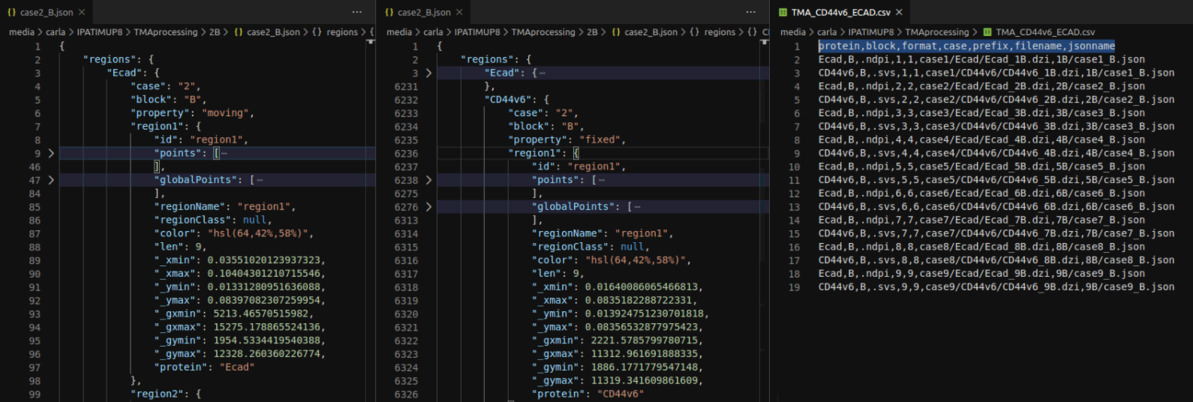 case2_B.json
media > carla > IPATIMUP8 > TMAprocessing > 2B > case2_B.json > {} regions > {
1 {
2 "regions": {
3 "Ecad": {
4 "case": "2",
5 "block": "B",
6 "property": "moving",
7 "region1": {
8 "id": "region1",
9 "points": [
46 ],
47 "globalPoints": [
84 ],
85 "regionName": "region1",
86 "regionClass": null,
87 "color": "hsl(64,42%,58%)",
88 "len": 9,
89 "_xmin": 0.03551020123937323,
90 "_xmax": 0.10404301210715546,
91 "_ymin": 0.01331280951636088,
92 "_ymax": 0.08397082307259954,
93 "_gxmin": 5213.46570515982,
94 "_gxmax": 15275.178865524136,
95 "_gymin": 1954.5334419540388,
96 "_gymax": 12328.260360226774,
97 "protein": "Ecad"
98 },
99 "region2": {
case2_B.json
media > carla > IPATIMUP8 > TMAprocessing > 2B > case2_B.json > {} regions > {} C
1 {
2 "regions": {
3 "Ecad": {
6231 },
6232 "CD44v6": {
6233 "case": "2",
6234 "block": "B",
6235 "property": "fixed",
6236 "region1": {
6237 "id": "region1",
6238 "points": [
6275 ],
6276 "globalPoints": [
6313 ],
6314 "regionName": "region1",
6315 "regionClass": null,
6316 "color": "hsl(64,42%,58%)",
6317 "len": 9,
6318 "_xmin": 0.01640086065466813,
6319 "_xmax": 0.0835182288722331,
6320 "_ymin": 0.013924751230701818,
6321 "_ymax": 0.08356532877975423,
6322 "_gxmin": 2221.5785799780715,
6323 "_gxmax": 11312.961691888335,
6324 "_gymin": 1886.1771779547148,
6325 "_gymax": 11319.341609861609,
6326 "protein": "CD44v6"
TMA_CD44v6_ECAD.csv
media > carla > IPATIMUP8 > TMAProcessing > TMA_CD44v6_ECAD.csv
1 protein,block,format,case,prefix,filename,jsonname
2 Ecad,B,.ndpi,1,1,case1/Ecad/Ecad_1B.dzi,1B/case1_B.json
3 CD44v6,B,.svs,1,1,case1/CD44v6/CD44v6_1B.dzi,1B/case1_B.json
4 Ecad,B,.ndpi,2,2,case2/Ecad/Ecad_2B.dzi,2B/case2_B.json
5 CD44v6,B,.svs,2,2,case2/CD44v6/CD44v6_2B.dzi,2B/case2_B.json
6 Ecad,B,.ndpi,3,3,case3/Ecad/Ecad_3B.dzi,3B/case3_B.json
7 CD44v6,B,.svs,3,3,case3/CD44v6/CD44v6_3B.dzi,3B/case3_B.json
8 Ecad,B,.ndpi,4,4,case4/Ecad/Ecad_4B.dzi,4B/case4_B.json
9 CD44v6,B,.svs,4,4,case4/CD44v6/CD44v6_4B.dzi,4B/case4_B.json
10 Ecad,B,.ndpi,5,5,case5/Ecad/Ecad_5B.dzi,5B/case5_B.json
11 CD44v6,B,.svs,5,5,case5/CD44v6/CD44v6_5B.dzi,5B/case5_B.json
12 Ecad,B,.ndpi,6,6,case6/Ecad/Ecad_6B.dzi,6B/case6_B.json
13 CD44v6,B,.svs,6,6,case6/CD44v6/CD44v6_6B.dzi,6B/case6_B.json
14 Ecad,B,.ndpi,7,7,case7/Ecad/Ecad_7B.dzi,7B/case7_B.json
15 CD44v6,B,.svs,7,7,case7/CD44v6/CD44v6_7B.dzi,7B/case7_B.json
16 Ecad,B,.ndpi,8,8,case8/Ecad/Ecad_8B.dzi,8B/case8_B.json
17 CD44v6,B,.svs,8,8,case8/CD44v6/CD44v6_8B.dzi,8B/case8_B.json
18 Ecad,B,.ndpi,9,9,case9/Ecad/Ecad_9B.dzi,9B/case9_B.json
19 CD44v6,B,.svs,9,9,case9/CD44v6/CD44v6_9B.dzi,9B/case9_B.json